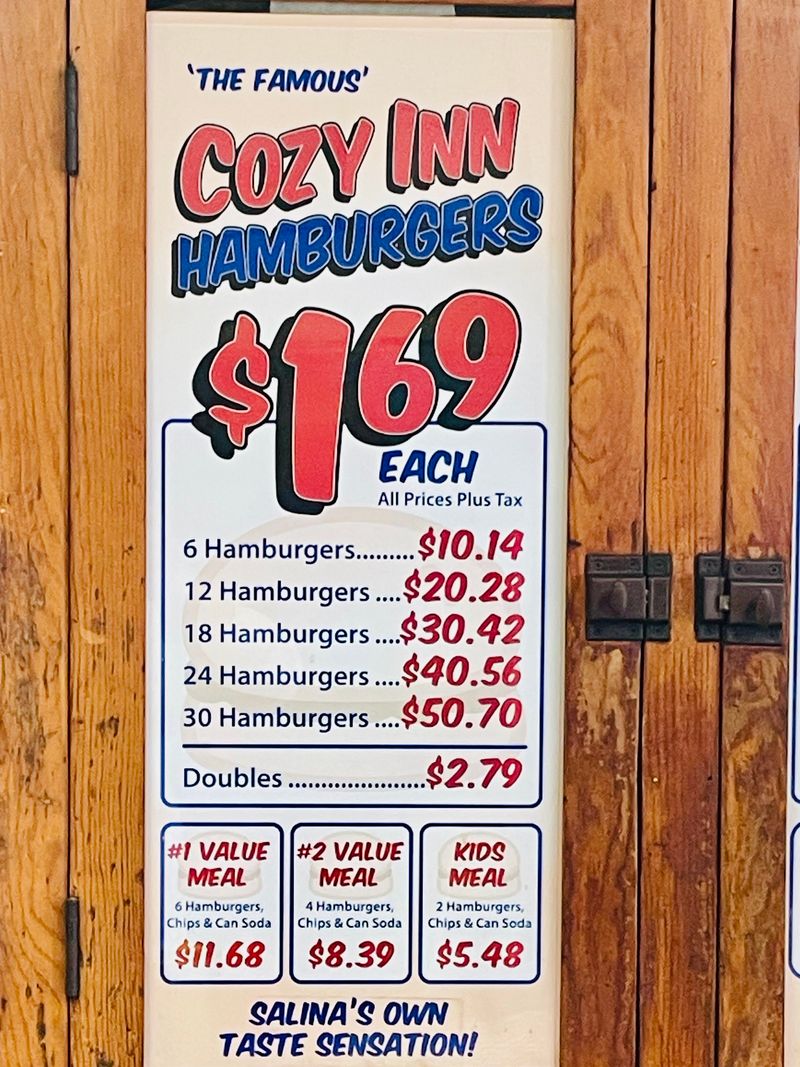 'THE FAMOUS'
COZY INN
HAMBURGERS
$169
EACH
All Prices Plus Tax
6 Hamburgers.........$10.14
12 Hamburgers ....$20.28
18 Hamburgers ....$30.42
24 Hamburgers ....$40.56
30 Hamburgers ....$50.70
Doubles ......................$2.79
#1 VALUE
MEAL
6 Hamburgers,
Chips & Can Soda
$11.68
#2 VALUE
MEAL
4 Hamburgers,
Chips & Can Soda
$8.39
KIDS
MEAL
2 Hamburgers,
Chips & Can Soda
$5.48
SALINA'S OWN
TASTE SENSATION!